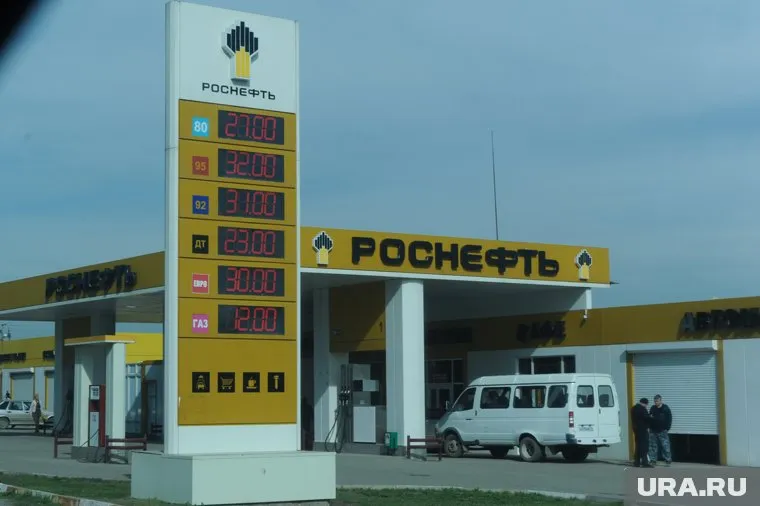 РОСНЕФТЬ
80 27.00
95 32.00
92 31.00
ДТ 23.00
ЕВРО 30.00
ГАЗ 12.00
РОСНЕФТЬ
РОСНЕФТЬ
URA.RU